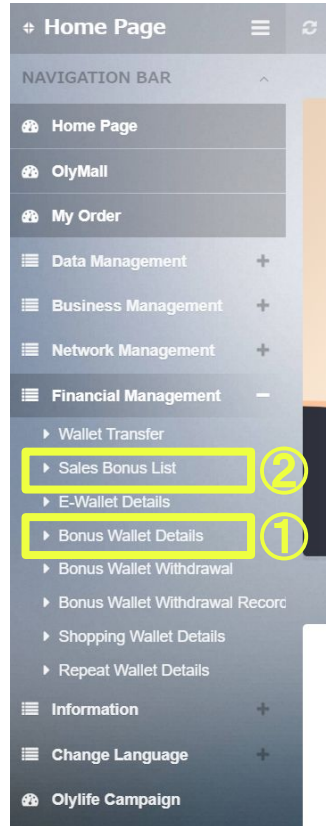 Home Page
NAVIGATION BAR
Home Page
OlyMall
My Order
Data Management
Business Management
Network Management
Financial Management
Wallet Transfer
Sales Bonus List ②
E-Wallet Details
Bonus Wallet Details ①
Bonus Wallet Withdrawal
Bonus Wallet Withdrawal Record
Shopping Wallet Details
Repeat Wallet Details
Information
Change Language
Olylife Campaign